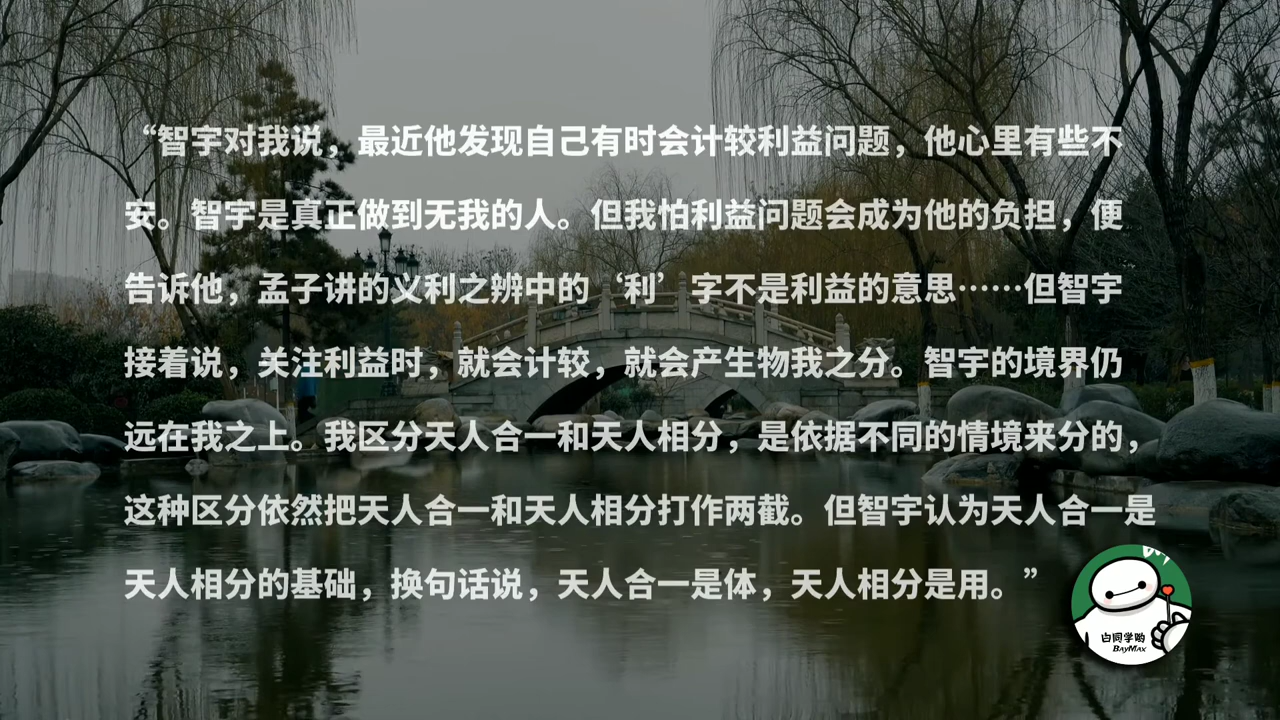 “智宇对我说，最近他发现自己有时会计较利益问题，他心里有些不
安。智宇是真正做到无我的人。但我怕利益问题会成为他的负担，便
告诉他，孟子讲的义利之辨中的‘利’字不是利益的意思……但智宇
接着说，关注利益时，就会计较，就会产生物我之分。智宇的境界仍
远在我之上。我区分天人合一和天人相分，是依据不同的情境来分的，
这种区分依然把天人合一和天人相分打作两截。但智宇认为天人合一是
天人相分的基础，换句话说，天人合一是体，天人相分是用。”
白同学哟
BAYMAX